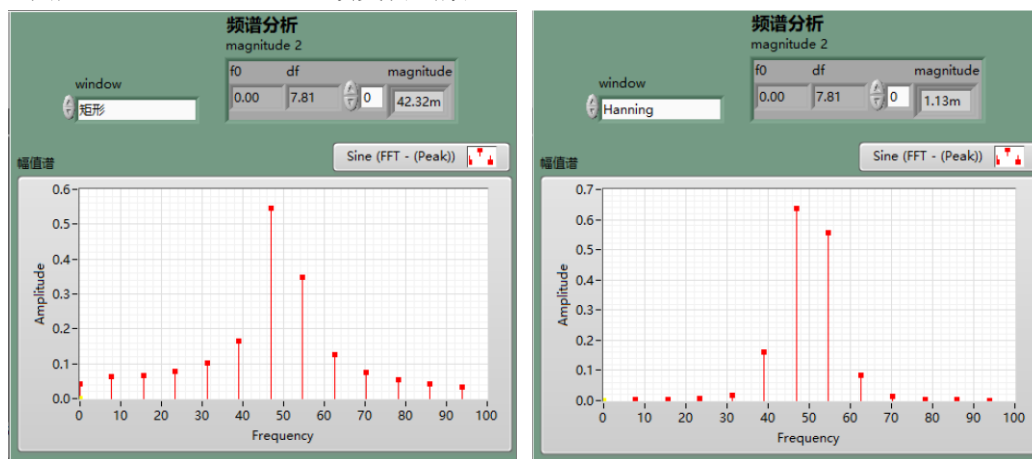 频谱分析
magnitude 2
window
矩形
f0 df magnitude
0.00 7.81 0 42.32m
幅值谱
Sine (FFT - (Peak))
0.6
0.5
0.4
0.3
0.2
0.1
0.0
Amplitude
0 10 20 30 40 50 60 70 80 90 100
Frequency
频谱分析
magnitude 2
window
Hanning
f0 df magnitude
0.00 7.81 0 1.13m
幅值谱
Sine (FFT - (Peak))
0.7
0.6
0.5
0.4
0.3
0.2
0.1
0.0
Amplitude
0 10 20 30 40 50 60 70 80 90 100
Frequency